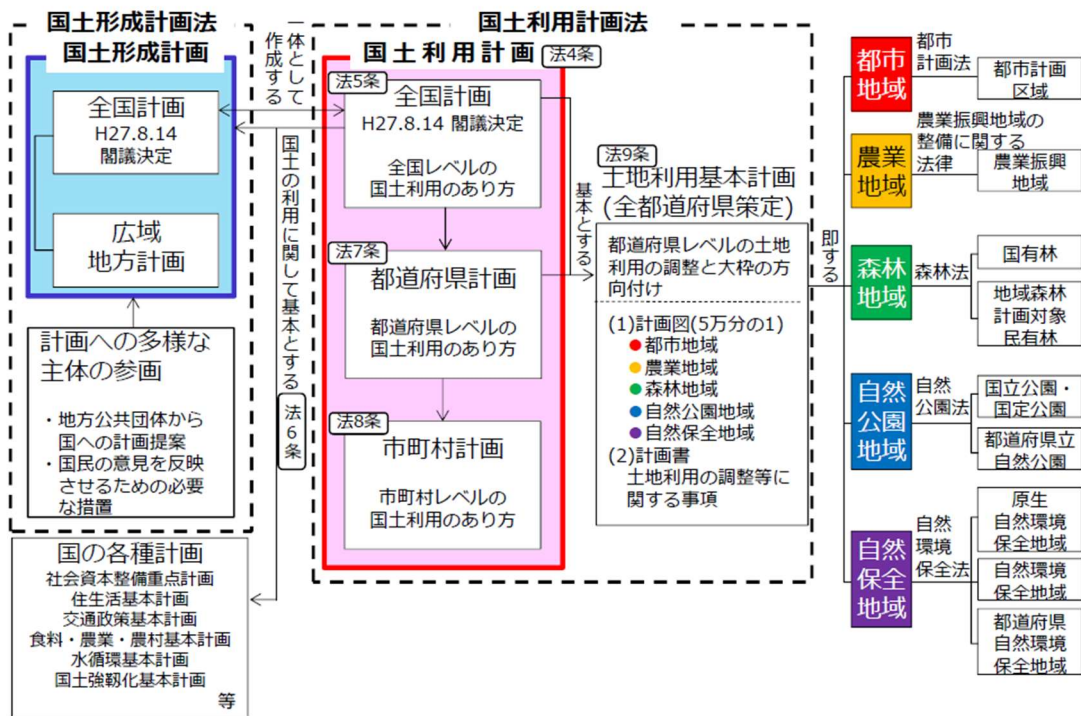 国土形成計画法
国土形成計画
全国計画
H27.8.14
閣議決定
広域
地方計画
計画への多様な
主体の参画
・地方公共団体から
国への計画提案
・国民の意見を反映
させるための必要
な措置
国の各種計画
社会資本整備重点計画
住生活基本計画
交通政策基本計画
食料・農業・農村基本計画
水循環基本計画
国土強靱化基本計画
等
一体として
作成する
国土の利用に関して基本とする
法6条
国土利用計画法
国土利用計画
法4条
法5条
全国計画
H27.8.14 閣議決定
全国レベルの
国土利用のあり方
法7条
都道府県計画
都道府県レベルの
国土利用のあり方
法8条
市町村計画
市町村レベルの
国土利用のあり方
基本とする
法9条
土地利用基本計画
(全都道府県策定)
都道府県レベルの土地
利用の調整と大枠の方
向付け
(1)計画図(5万分の1)
●都市地域
●農業地域
●森林地域
●自然公園地域
●自然保全地域
(2)計画書
土地利用の調整等に
関する事項
即する
都市
地域
都市
計画法
都市計画
区域
農業
地域
農業振興地域の
整備に関する
法律
農業振興
地域
森林
地域
森林法
国有林
地域森林
計画対象
民有林
自然
公園
地域
自然
公園法
国立公園・
国定公園
都道府県立
自然公園
自然
保全
地域
自然
環境
保全法
原生
自然環境
保全地域
自然環境
保全地域
都道府県
自然環境
保全地域